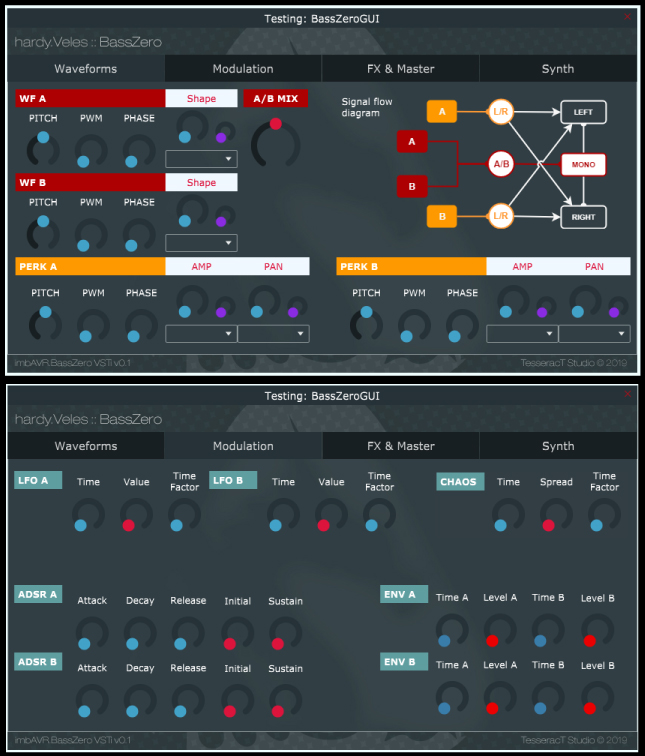 Testing: BassZeroGUI
hardy.Veles :: BassZero
Waveforms Modulation FX & Master Synth
WF A Shape A/B MIX
PITCH PWM PHASE
Signal flow
diagram
A L/R LEFT
A
A/B MONO
B
B L/R RIGHT
WF B Shape
PITCH PWM PHASE
PERK A AMP PAN PERK B AMP PAN
PITCH PWM PHASE PITCH PWM PHASE
imbAVR.BassZero VSTi v0.1 TesseracT Studio © 2019
Testing: BassZeroGUI
hardy.Veles :: BassZero
Waveforms Modulation FX & Master Synth
LFO A Time Value Time Factor LFO B Time Value Time Factor CHAOS Time Spread Time Factor
ADSR A Attack Decay Release Initial Sustain ENV A Time A Level A Time B Level B
ADSR B Attack Decay Release Initial Sustain ENV B Time A Level A Time B Level B
imbAVR.BassZero VSTi v0.1 TesseracT Studio © 2019